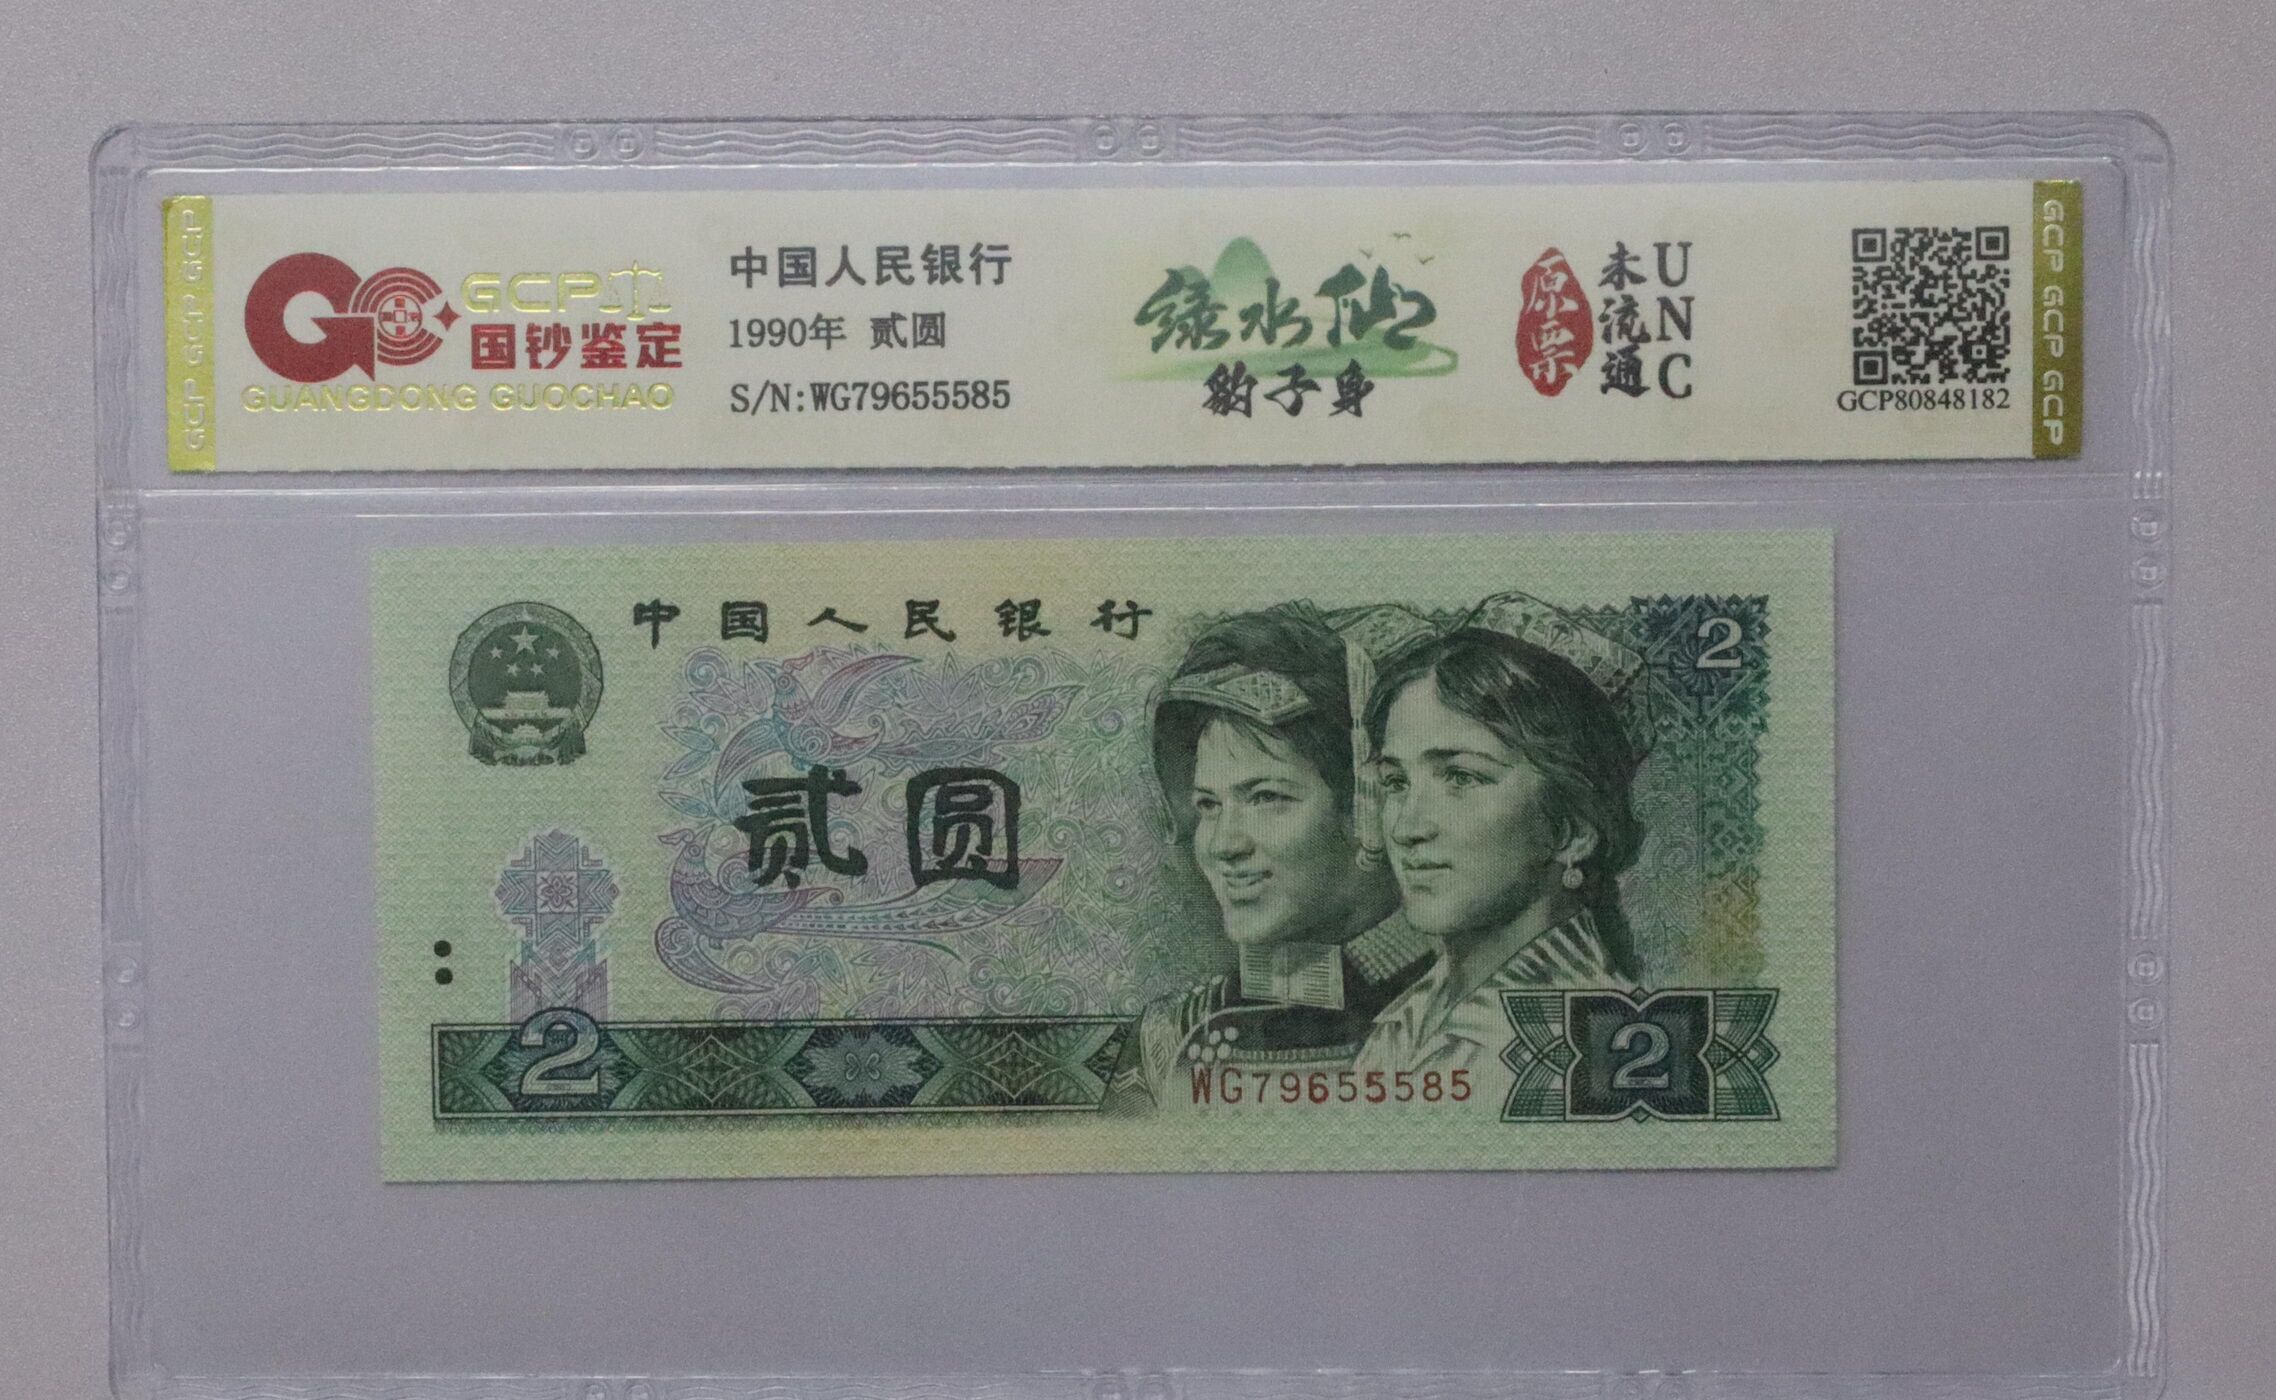 GCP GCP GCP
GCP
国钞鉴定
GUANGDONG GUOCHAO
中国人民银行
1990年 贰圆
S/N:WG79655585
绿水仙
豹子身
原票
未流通
UNC
GCP80848182
GCP GCP GCP
中国人民银行
2
贰圆
2
WG79655585
2